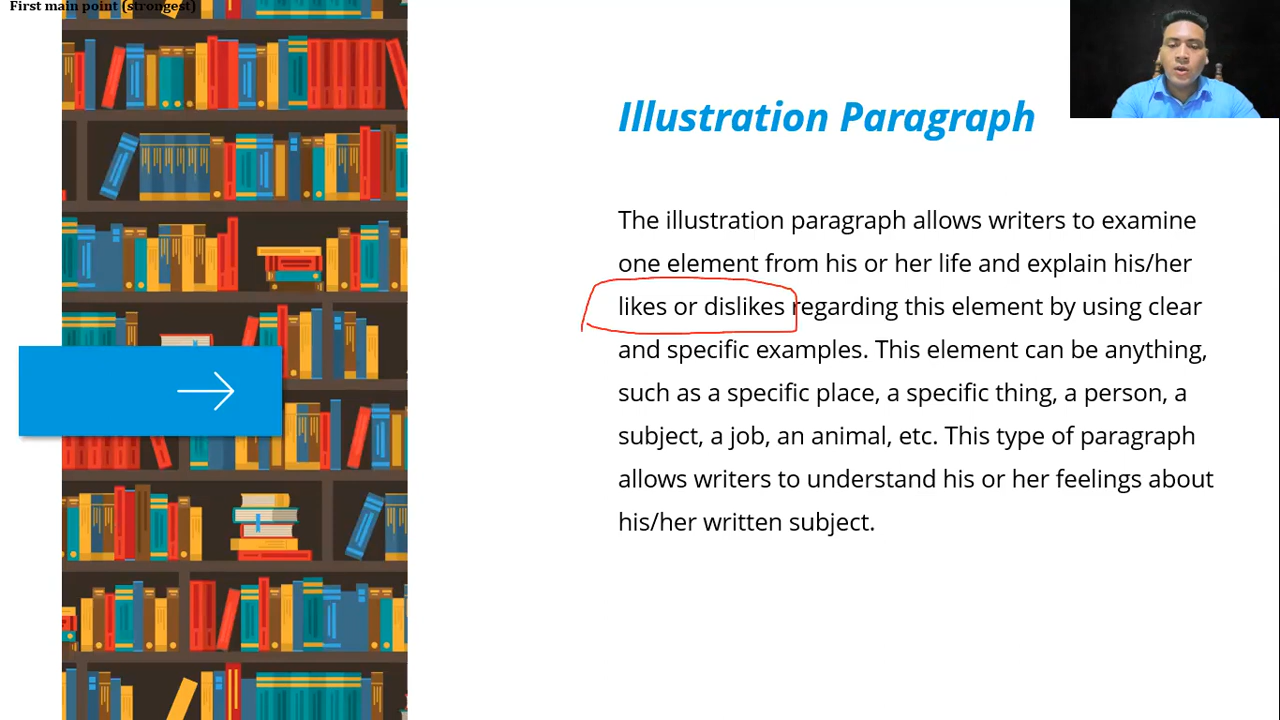 First main point (strongest)
Illustration Paragraph
The illustration paragraph allows writers to examine
one element from his or her life and explain his/her
likes or dislikes regarding this element by using clear
and specific examples. This element can be anything,
such as a specific place, a specific thing, a person, a
subject, a job, an animal, etc. This type of paragraph
allows writers to understand his or her feelings about
his/her written subject.